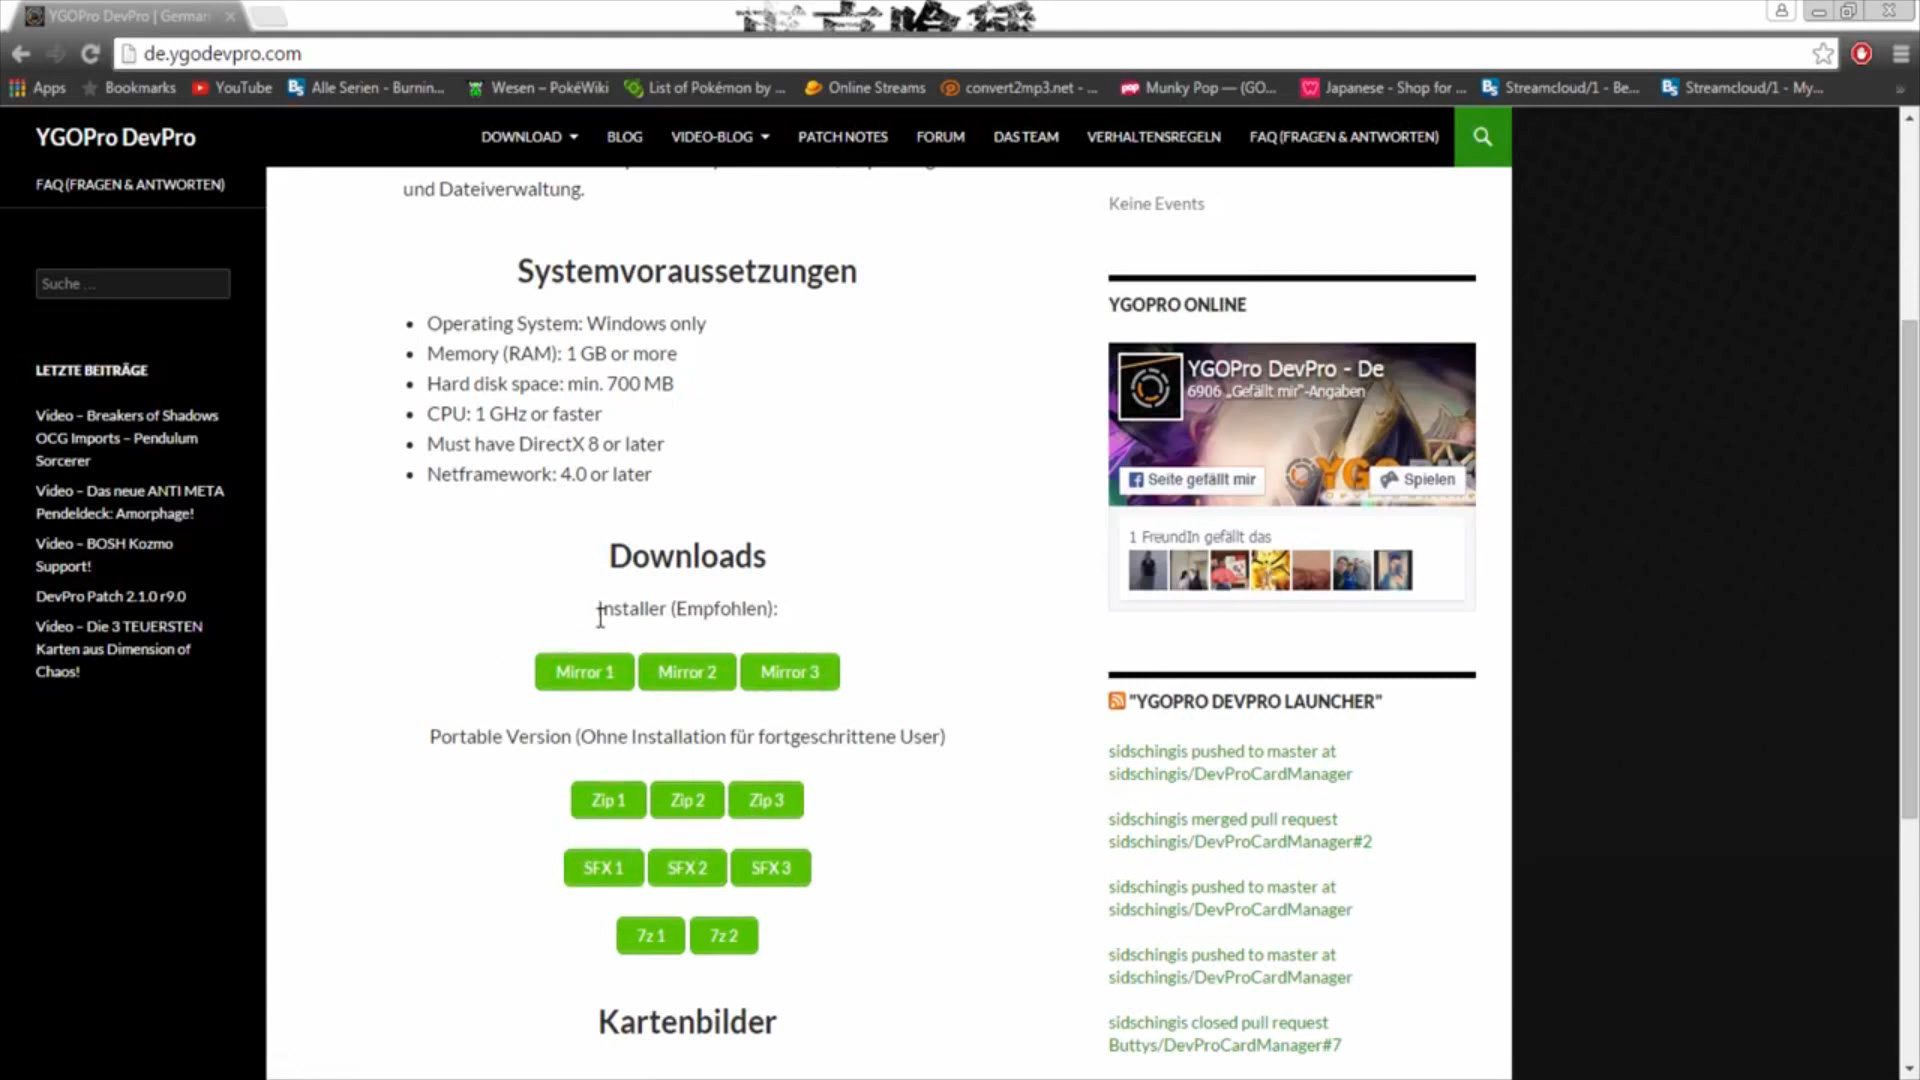 YGOPro DevPro | German
de.ygodevpro.com
Apps
Bookmarks
YouTube
Alle Serien - Burnin...
Wesen – PokéWiki
List of Pokémon by ...
Online Streams
convert2mp3.net - ...
Munky Pop — (GO...
Japanese - Shop for ...
Streamcloud/1 - Be...
Streamcloud/1 - My...
YGOPro DevPro
DOWNLOAD
BLOG
VIDEO-BLOG
PATCH NOTES
FORUM
DAS TEAM
VERHALTENSREGELN
FAQ (FRAGEN & ANTWORTEN)
FAQ (FRAGEN & ANTWORTEN)
Suche ...
LETZTE BEITRÄGE
Video – Breakers of Shadows
OCG Imports – Pendulum
Sorcerer
Video – Das neue ANTI META
Pendeldeck: Amorphage!
Video – BOSH Kozmo
Support!
DevPro Patch 2.1.0 r9.0
Video – Die 3 TEUERSTEN
Karten aus Dimension of
Chaos!
und Dateiverwaltung.
Systemvoraussetzungen
Operating System: Windows only
Memory (RAM): 1 GB or more
Hard disk space: min. 700 MB
CPU: 1 GHz or faster
Must have DirectX 8 or later
Netframework: 4.0 or later
Downloads
Installer (Empfohlen):
Mirror 1
Mirror 2
Mirror 3
Portable Version (Ohne Installation für fortgeschrittene User)
Zip 1
Zip 2
Zip 3
SFX 1
SFX 2
SFX 3
7z 1
7z 2
Kartenbilder
Keine Events
YGOPRO ONLINE
YGOPro DevPro - De
6906 „Gefällt mir“-Angaben
Seite gefällt mir
Spielen
1 FreundIn gefällt das
"YGOPRO DEVPRO LAUNCHER"
sidschingis pushed to master at
sidschingis/DevProCardManager
sidschingis merged pull request
sidschingis/DevProCardManager#2
sidschingis pushed to master at
sidschingis/DevProCardManager
sidschingis pushed to master at
sidschingis/DevProCardManager
sidschingis closed pull request
Buttys/DevProCardManager#7